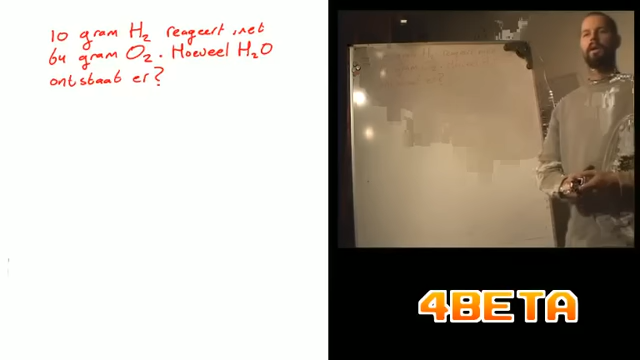 10 gram H₂ reageert met
64 gram O₂. Hoeveel H₂O
ontstaat er?
4BETA